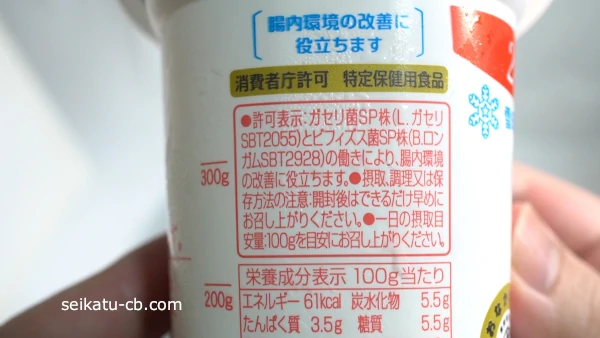 腸内環境の改善に
役立ちます
消費者庁許可 特定保健用食品
●許可表示:ガセリ菌SP株(L.ガセリ
SBT2055)とビフィズス菌SP株(B.ロン
ガムSBT2928)の働きにより、腸内環境
の改善に役立ちます。●摂取、調理又は保
存方法の注意:開封後はできるだけ早めに
お召し上がりください。●一日の摂取目
安量:100gを目安にお召し上がりください。
300g
栄養成分表示 100g当たり
200g
エネルギー 61kcal 炭水化物 5.5g
たんぱく質 3.5g 糖質 5.5g
seikatu-cb.com